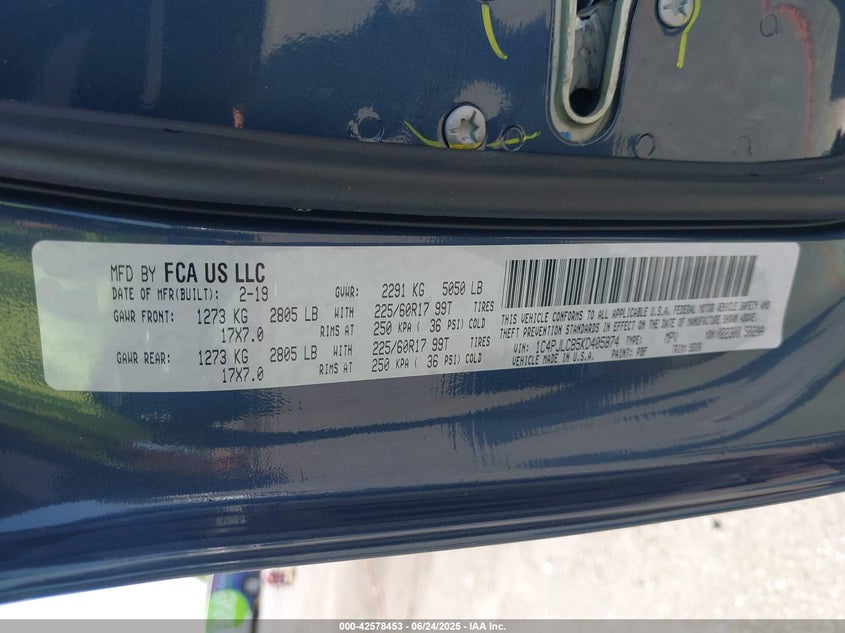 MFD BY FCA US LLC
DATE OF MFR(BUILT): 2-19
GVWR: 2291 KG 5050 LB
GAWR FRONT: 1273 KG 2805 LB WITH 225/60R17 99T TIRES
17X7.0 RIMS AT 250 KPA ( 36 PSI) COLD
GAWR REAR: 1273 KG 2805 LB WITH 225/60R17 99T TIRES
17X7.0 RIMS AT 250 KPA ( 36 PSI) COLD
THIS VEHICLE CONFORMS TO ALL APPLICABLE U.S.A. FEDERAL MOTOR VEHICLE SAFETY AND
THEFT PREVENTION STANDARDS IN EFFECT ON THE DATE OF MANUFACTURE SHOWN ABOVE.
VIN: 1C4PJLCB5KD405874 TYPE: MPV MDH:
MADE IN U.S.A. PAINT: PBF TRIM:
000-42578453 | 06/24/2025 | IAA Inc.